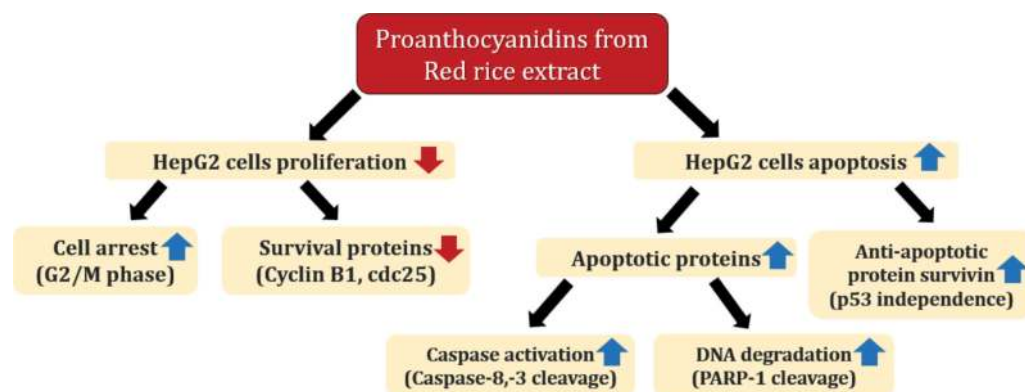 Proanthocyanidins from
Red rice extract
HepG2 cells proliferation
HepG2 cells apoptosis
Cell arrest
(G2/M phase)
Survival proteins
(Cyclin B1, cdc25)
Apoptotic proteins
Anti-apoptotic
protein survivin
(p53 independence)
Caspase activation
(Caspase-8,-3 cleavage)
DNA degradation
(PARP-1 cleavage)